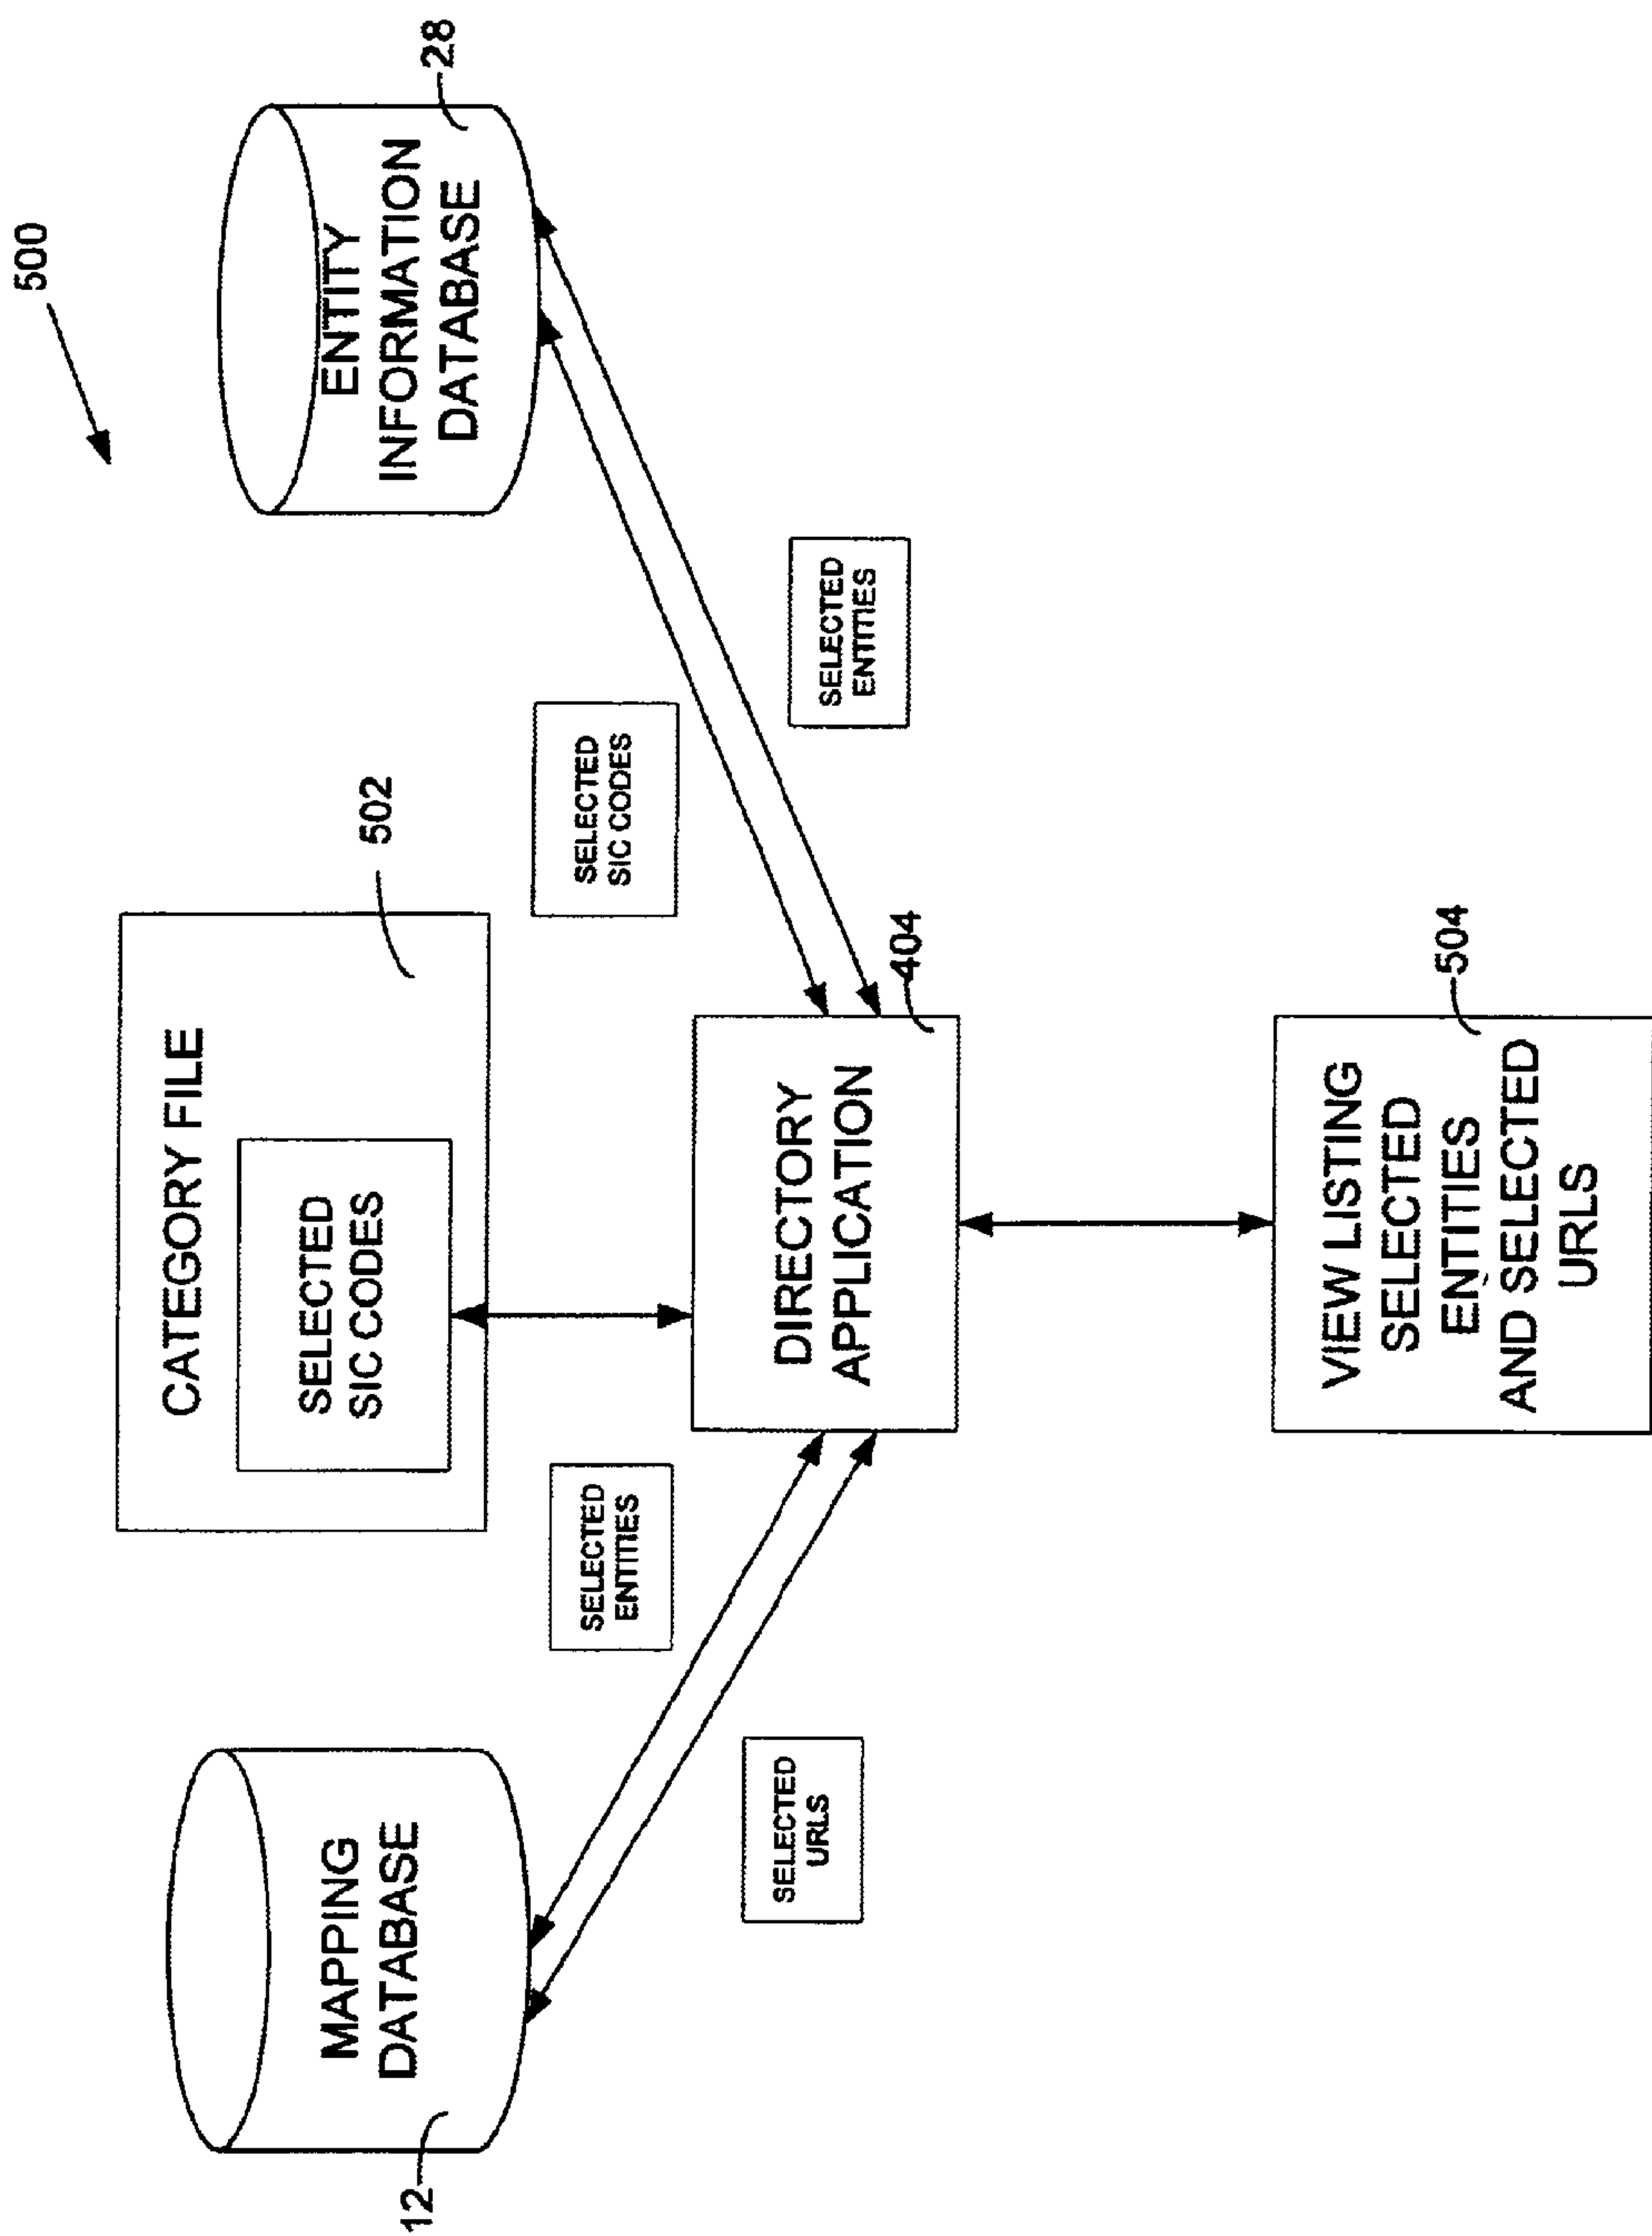 500
12
MAPPING
DATABASE
CATEGORY FILE
SELECTED
SIC CODES
502
ENTITY
INFORMATION
DATABASE
28
SELECTED
ENTITIES
SELECTED
SIC CODES
SELECTED
URLS
DIRECTORY
APPLICATION
404
SELECTED
ENTITIES
VIEW LISTING
SELECTED
ENTITIES
AND SELECTED
URLS
504